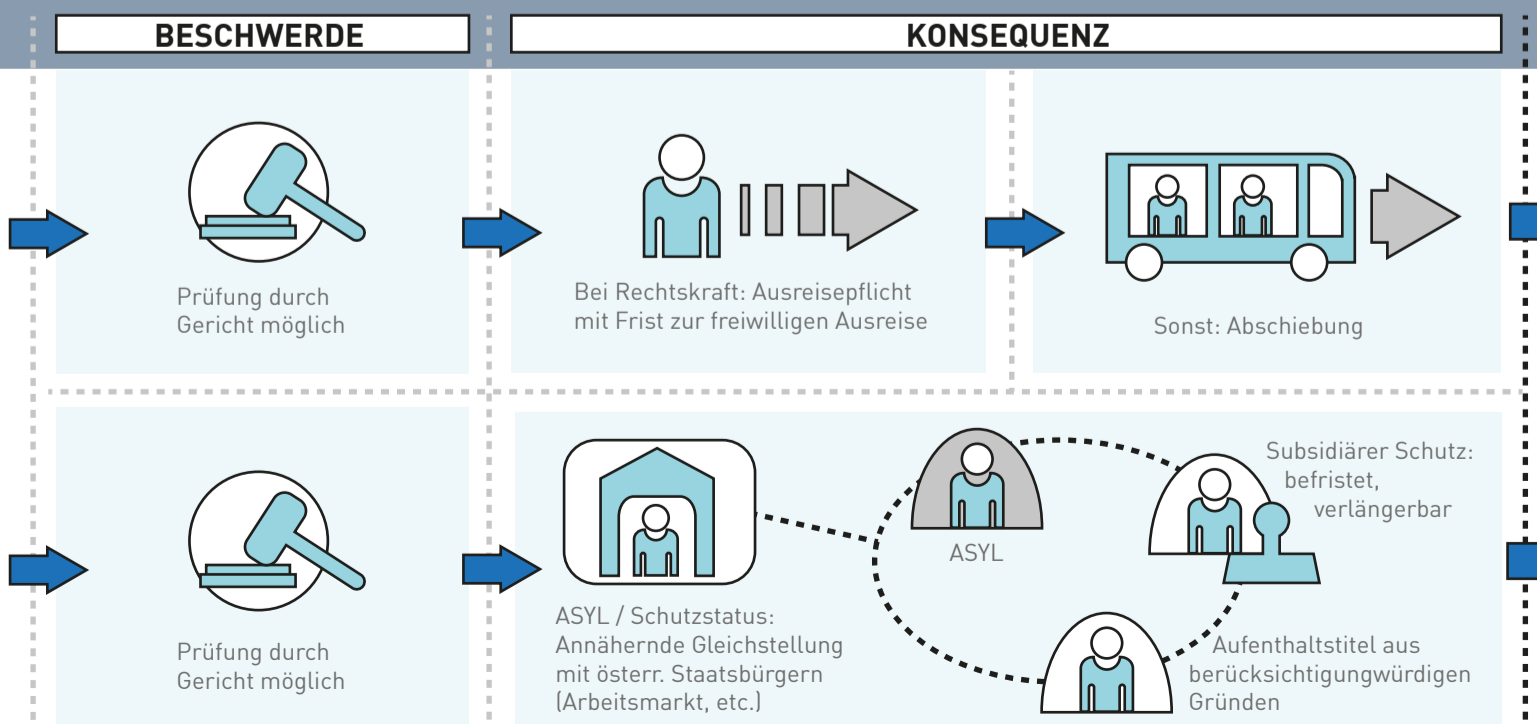 BESCHWERDE
KONSEQUENZ
Prüfung durch
Gericht möglich
Bei Rechtskraft: Ausreisepflicht
mit Frist zur freiwilligen Ausreise
Sonst: Abschiebung
Prüfung durch
Gericht möglich
ASYL / Schutzstatus:
Annähernde Gleichstellung
mit österr. Staatsbürgern
(Arbeitsmarkt, etc.)
ASYL
Subsidiärer Schutz:
befristet,
verlängerbar
Aufenthaltstitel aus
berücksichtigungwürdigen
Gründen